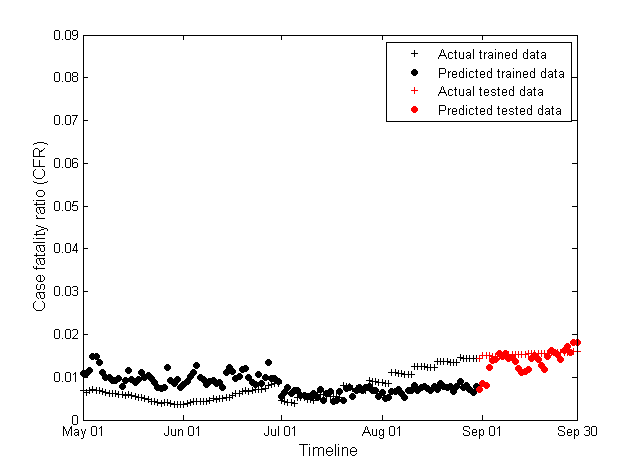 0.09
0.08
0.07
0.06
0.05
0.04
0.03
0.02
0.01
0
Case fatality ratio (CFR)
Actual trained data
Predicted trained data
Actual tested data
Predicted tested data
May 01 Jun 01 Jul 01 Aug 01 Sep 01 Sep 30
Timeline